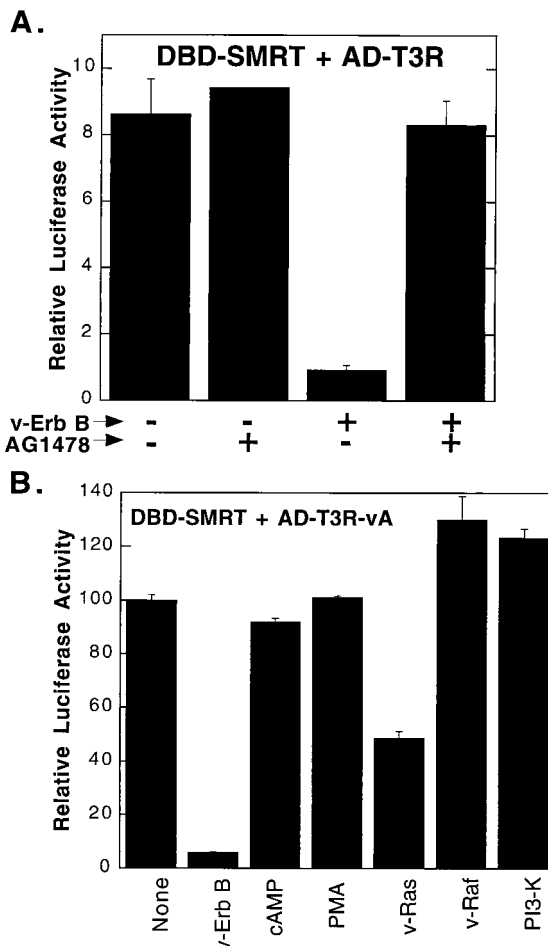 A.
DBD-SMRT + AD-T3R
Relative Luciferase Activity
10
8
6
4
2
0
v-Erb B - - + +
AG1478 - + - +
B.
DBD-SMRT + AD-T3R-vA
Relative Luciferase Activity
140
120
100
80
60
40
20
0
None
v-Erb B
cAMP
PMA
v-Ras
v-Raf
PI3-K